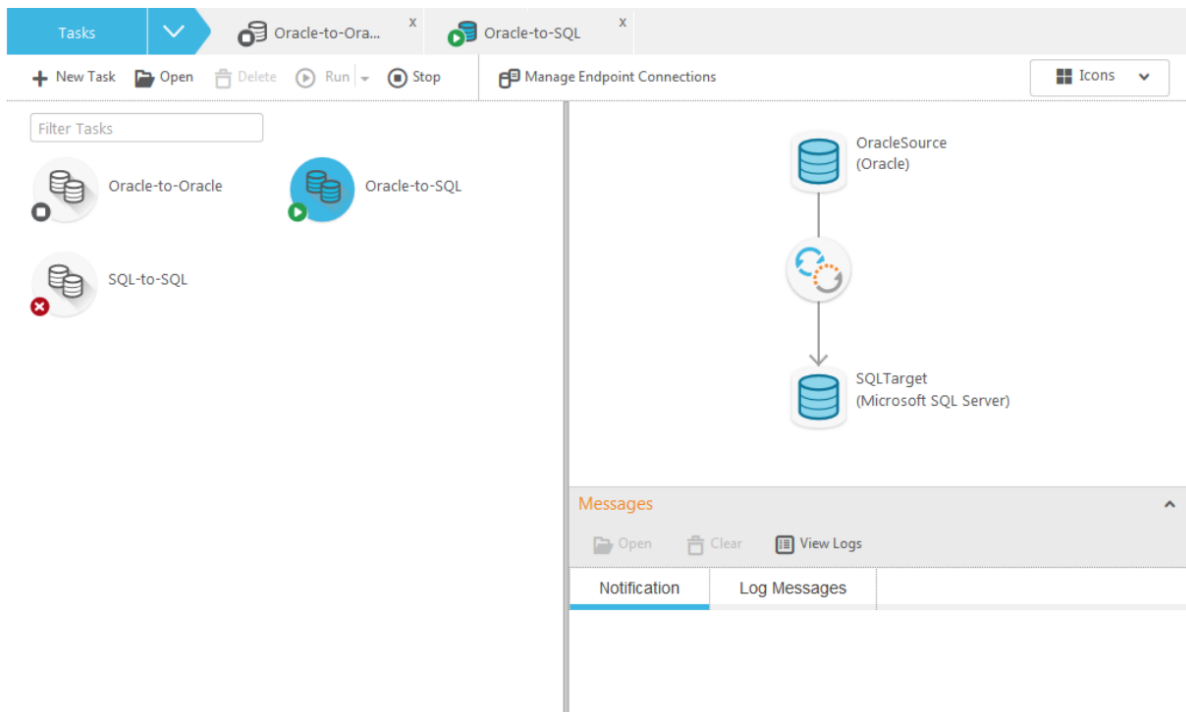 Tasks
Oracle-to-Ora...
x
Oracle-to-SQL
x
New Task
Open
Delete
Run
Stop
Manage Endpoint Connections
Icons
Filter Tasks
Oracle-to-Oracle
Oracle-to-SQL
SQL-to-SQL
OracleSource
(Oracle)
SQLTarget
(Microsoft SQL Server)
Messages
Open
Clear
View Logs
Notification
Log Messages